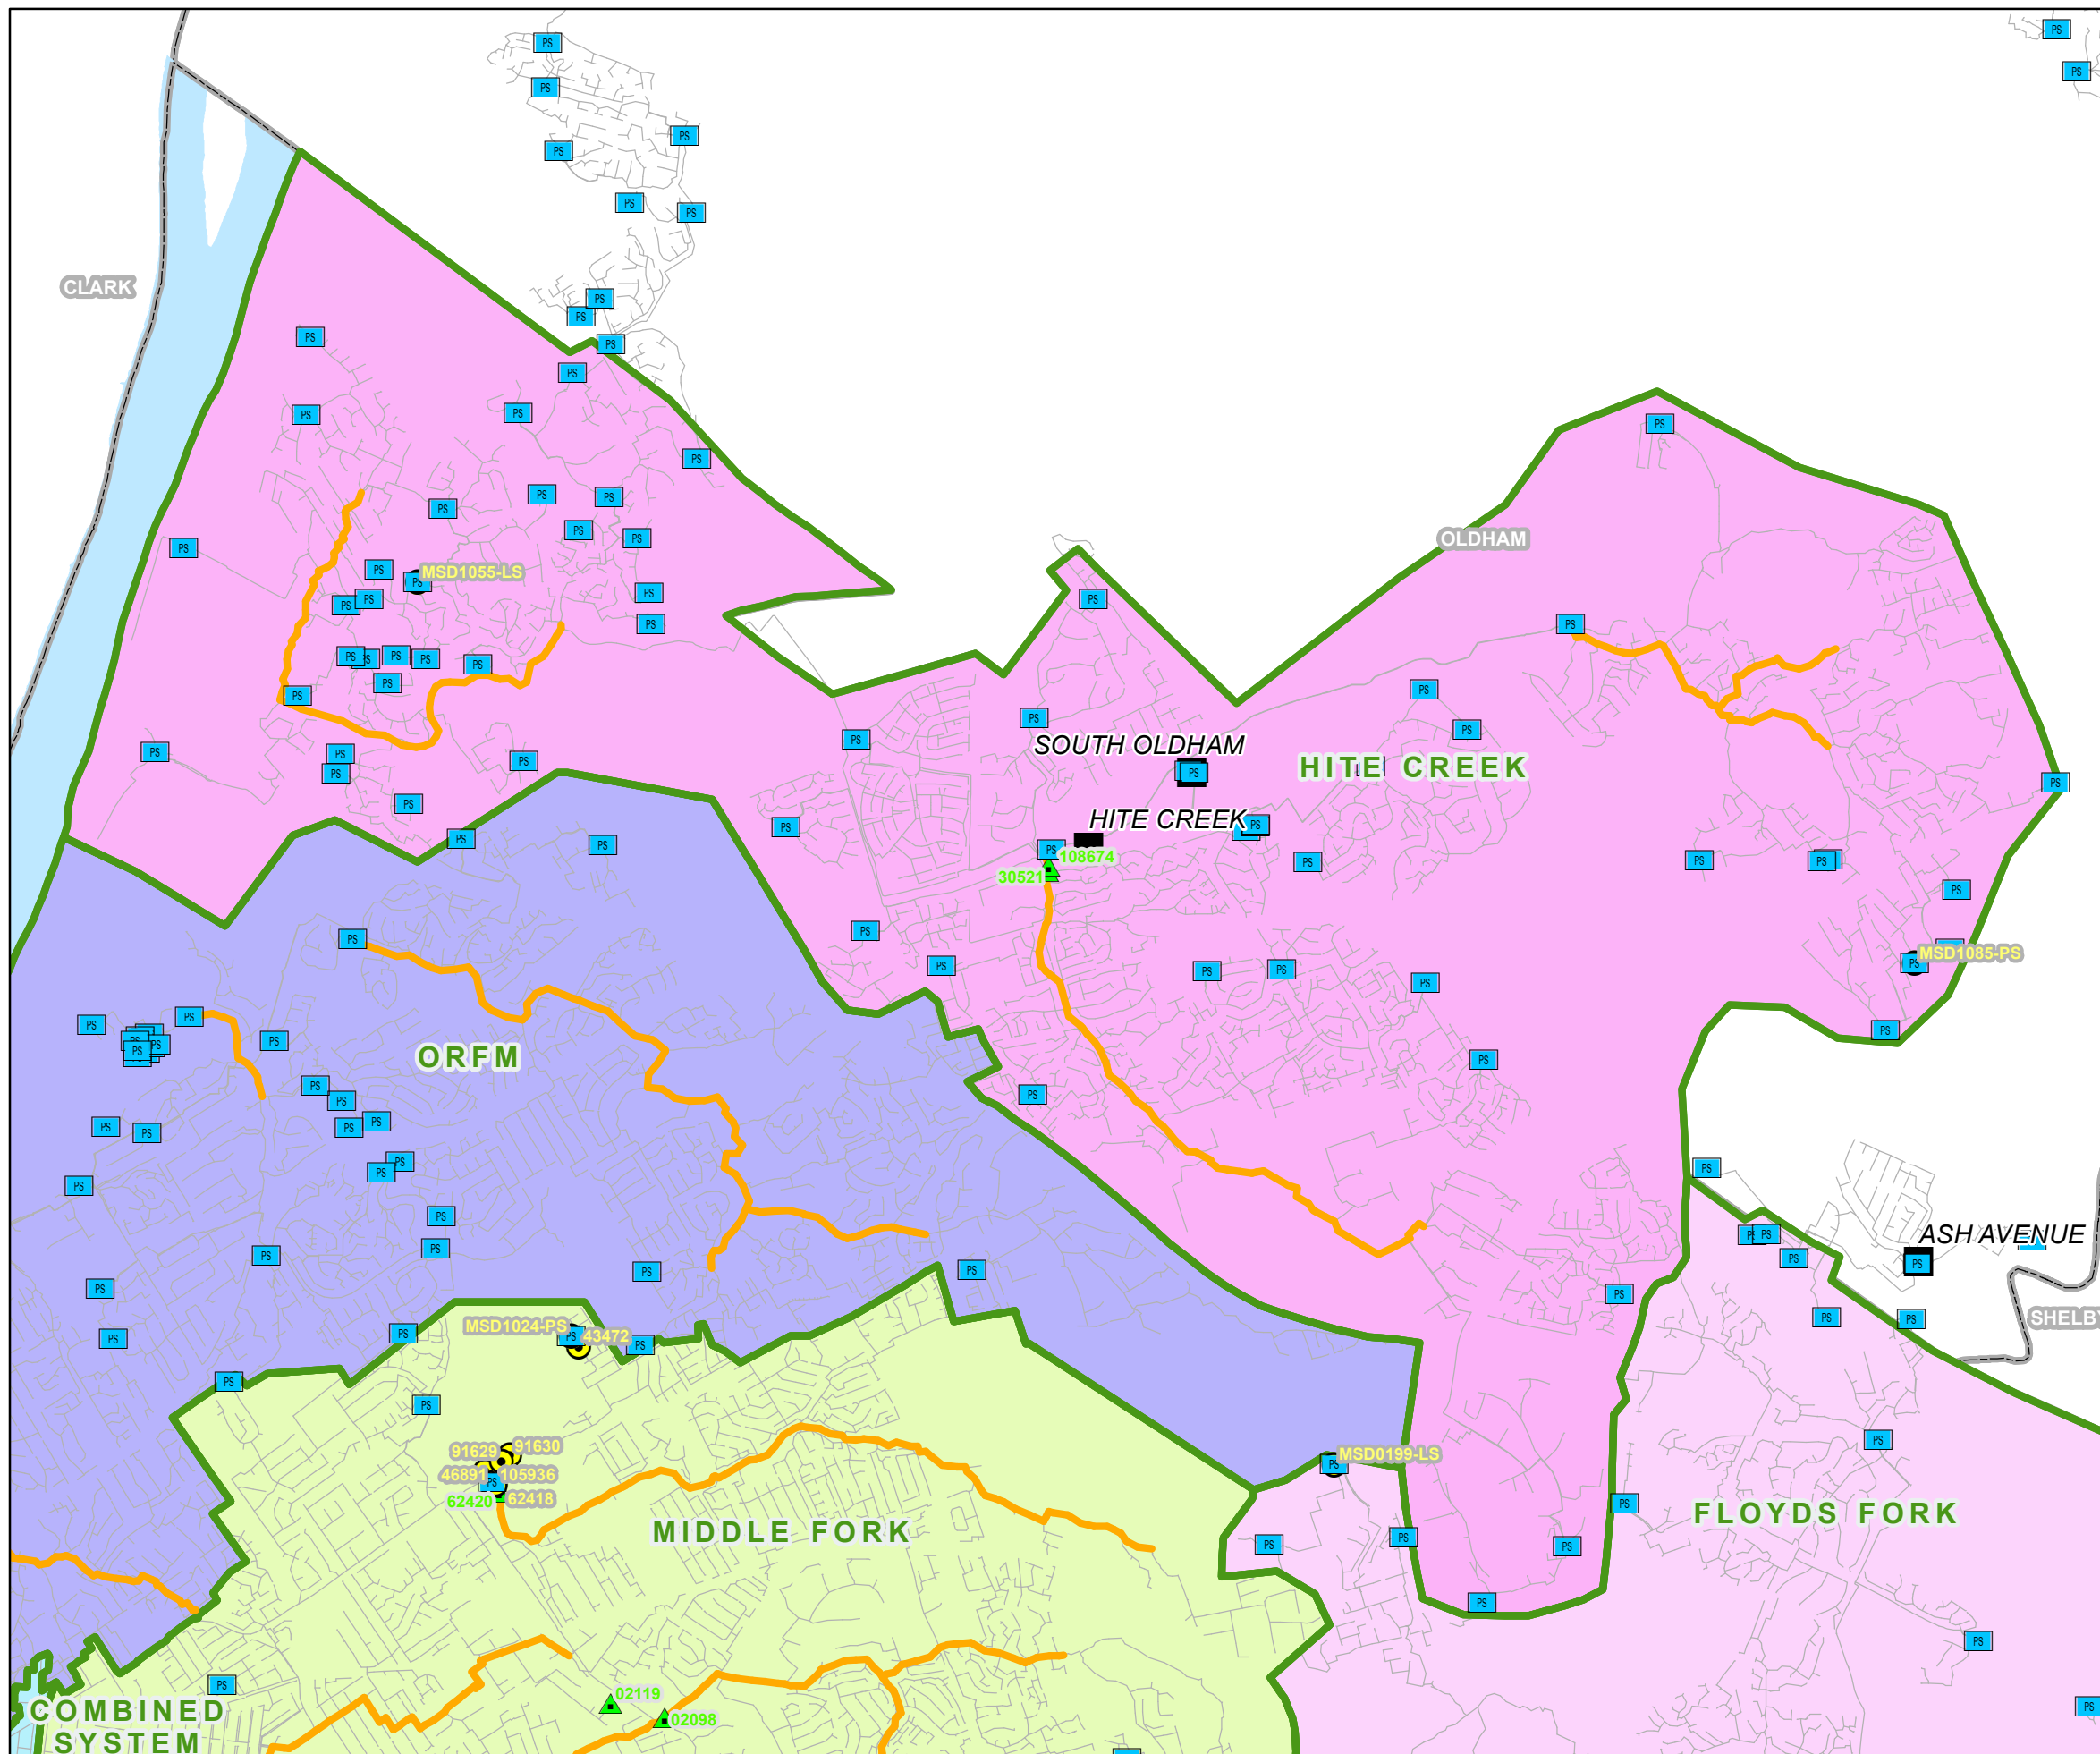 CLARK
OLDHAM
MSD1055-LS
SOUTH OLDHAM
HITE CREEK
HITE CREEK
108674
30521
MSD1085-PS
ORFM
ASH AVENUE
SHELBY
MSD1024-PS
43472
91629
91630
46891
105936
62420
62418
MSD0199-LS
MIDDLE FORK
FLOYDS FORK
02119
02098
COMBINED
SYSTEM
PS